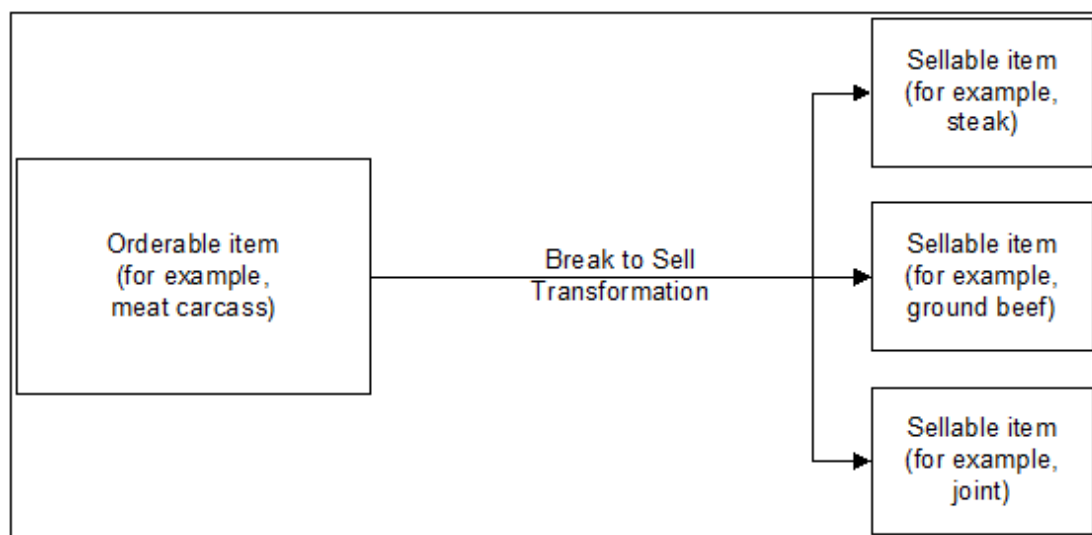 Orderable item
(for example,
meat carcass)
Break to Sell
Transformation
Sellable item
(for example,
steak)
Sellable item
(for example,
ground beef)
Sellable item
(for example,
joint)